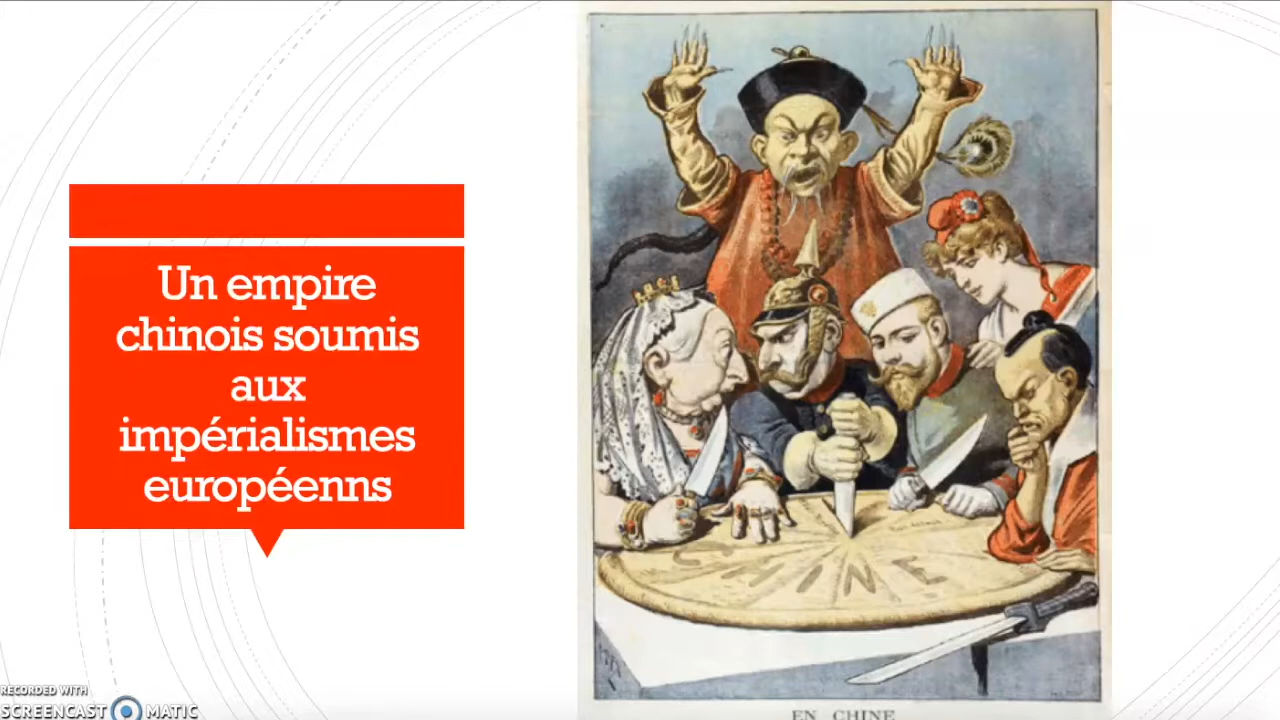 Un empire
chinois soumis
aux
impérialismes
européenns
CHINE
EN CHINE
RECORDED WITH
SCREENCAST MATIC